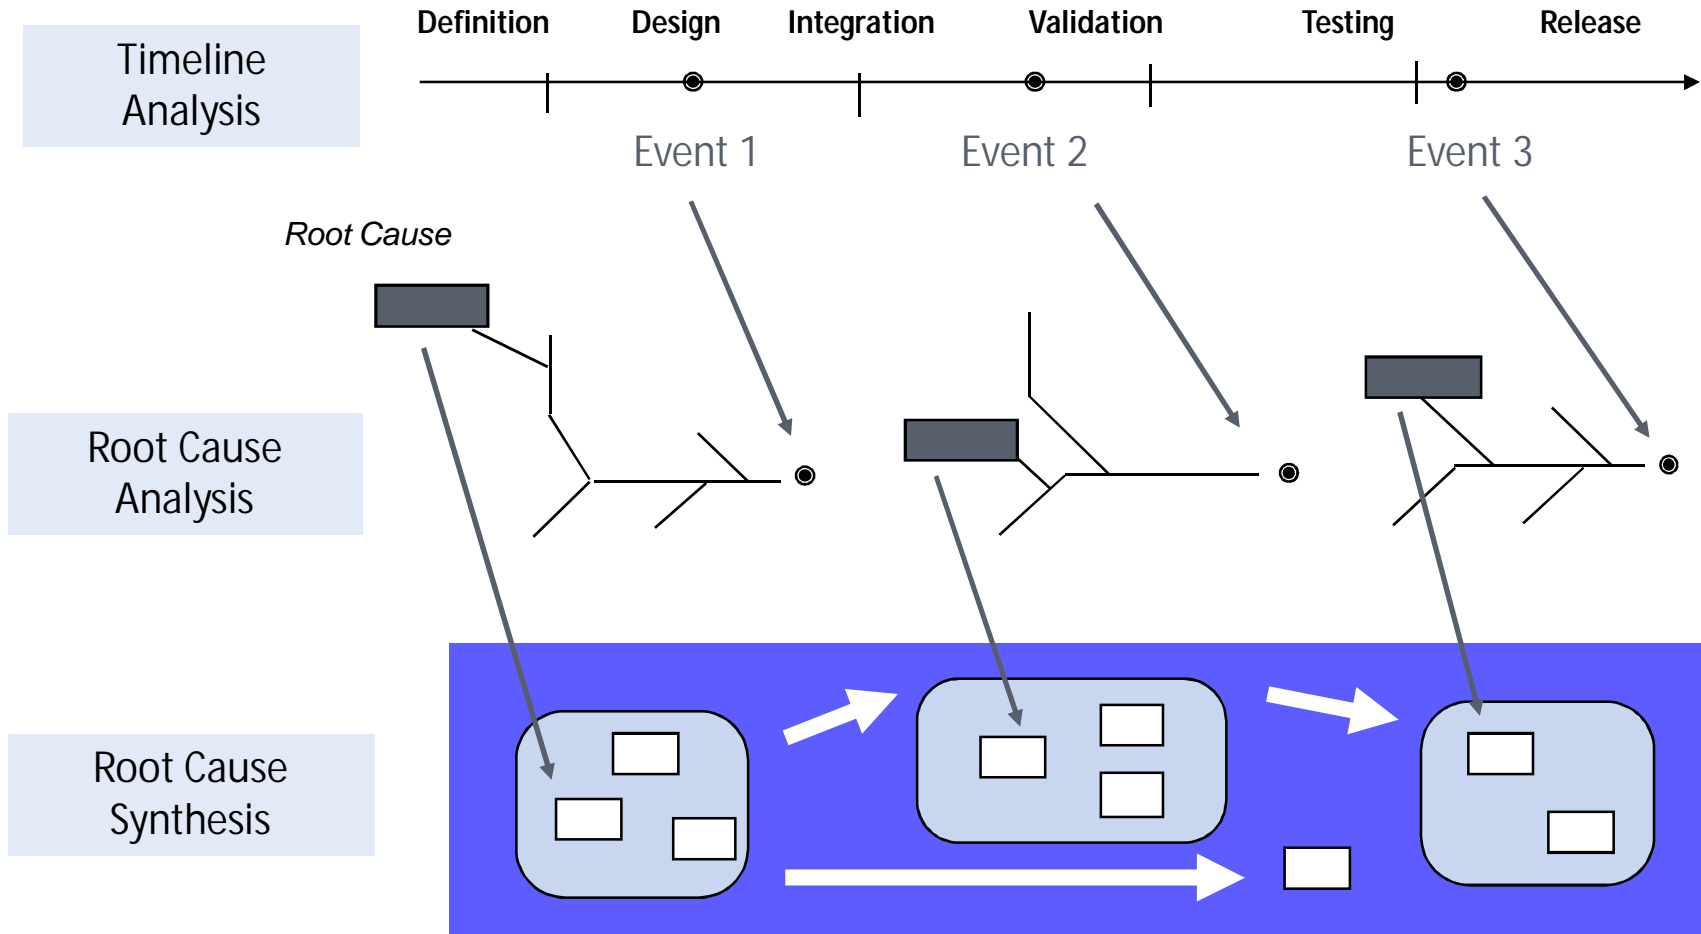 Definition Design Integration Validation Testing Release
Timeline
Analysis
Event 1 Event 2 Event 3
Root Cause
Root Cause
Analysis
Root Cause
Synthesis